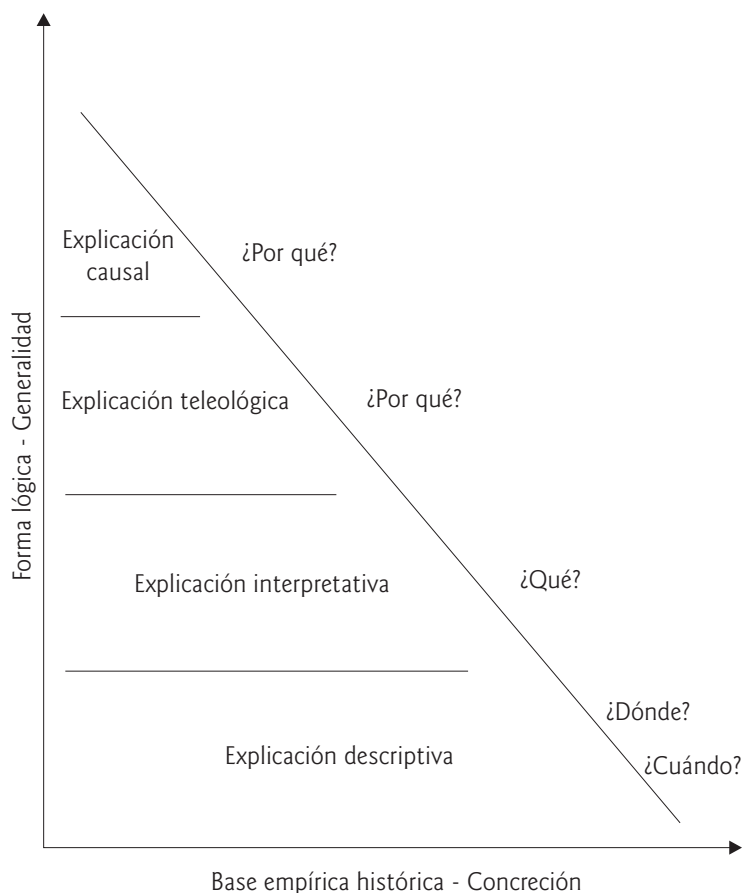 Explicación
causal
¿Por qué?
Explicación teleológica
¿Por qué?
Explicación interpretativa
¿Qué?
¿Dónde?
Explicación descriptiva
¿Cuándo?
Forma lógica - Generalidad
Base empírica histórica - Concreción